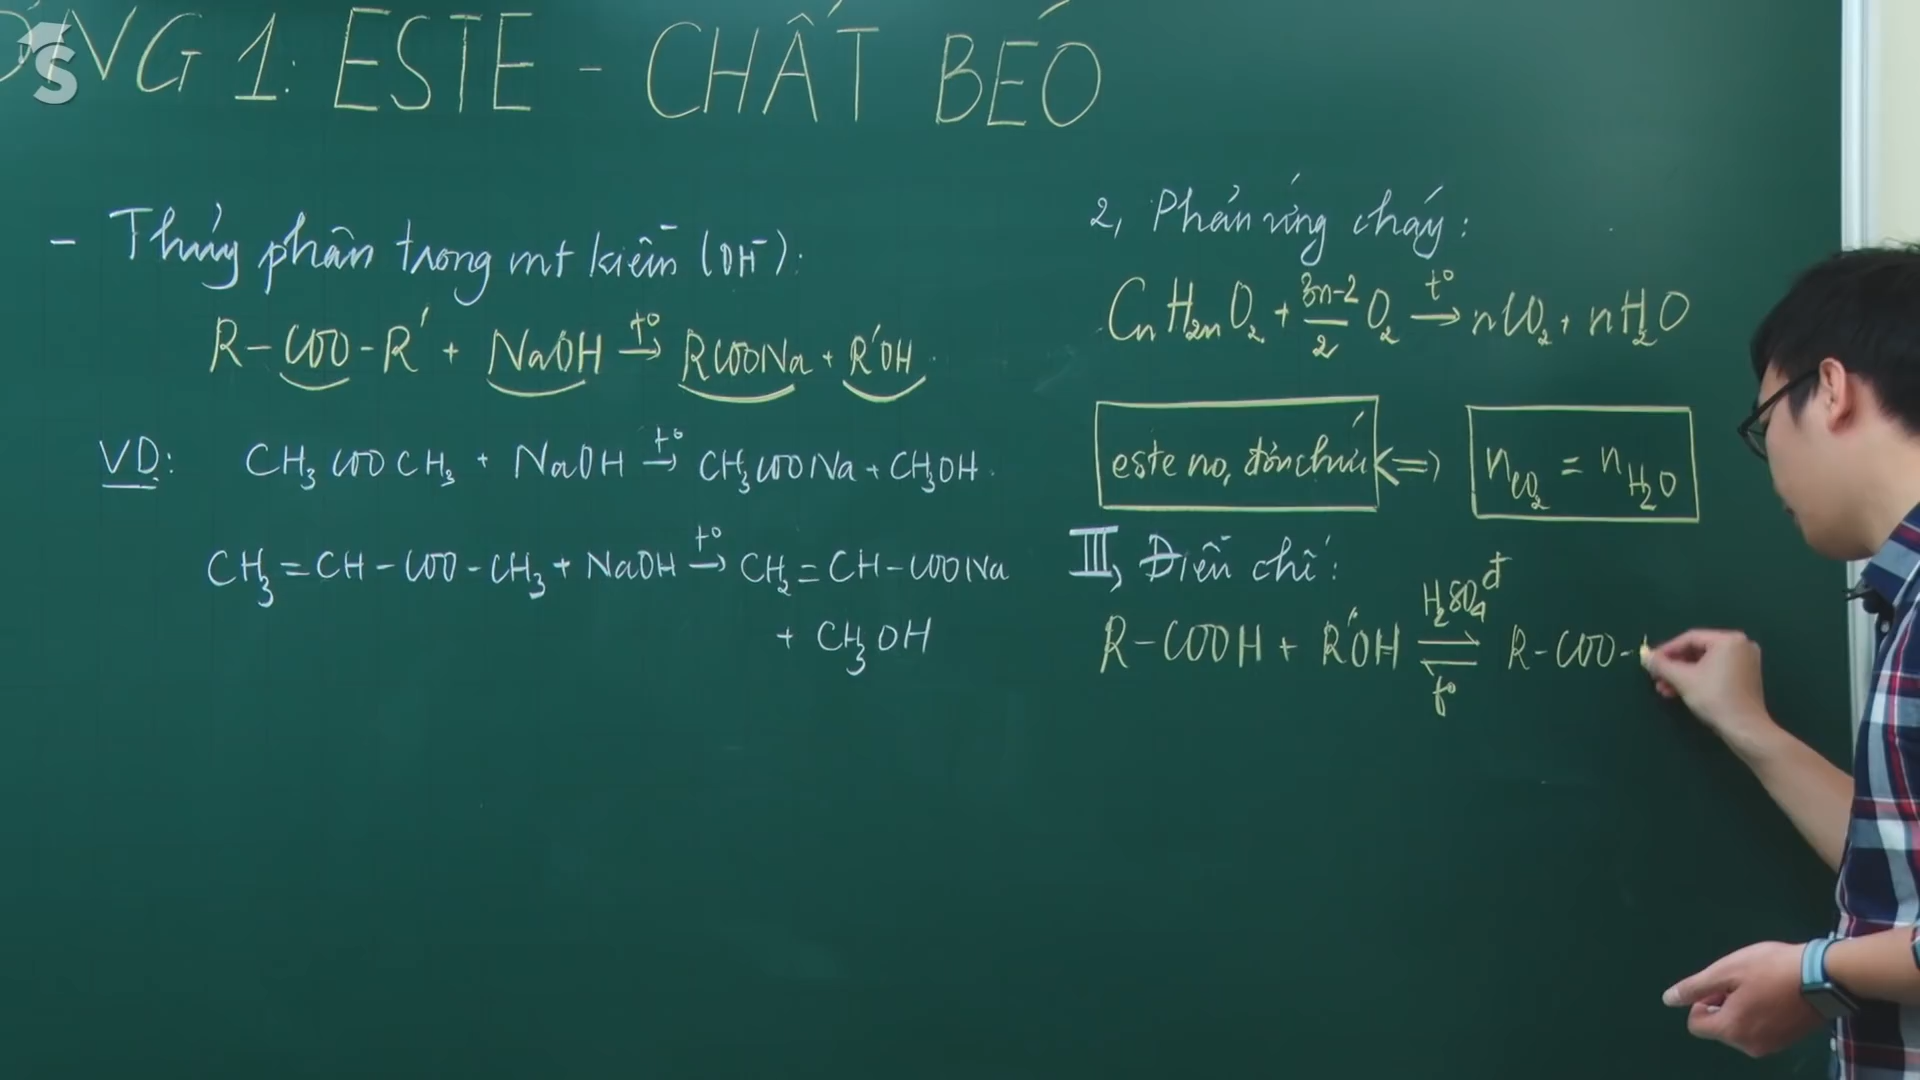 ƠNG 1: ESTE - CHẤT BÉO
- Thủy phân trong mt kiềm (OH⁻):
R-COO-R' + NaOH →t° RCOONa + R'OH.
VD: CH₃COOCH₃ + NaOH →t° CH₃COONa + CH₃OH.
CH₃=CH-COO-CH₃ + NaOH →t° CH₂=CH-COONa
+ CH₃OH
2, Phản ứng cháy:
CnH2nO₂ + 3n-2/2 O₂ →t° nCO₂ + nH₂O
este no, đơn chức <=> nCO₂ = nH₂O
III, Điều chế:
R-COOH + R'OH ⇌ H₂SO₄đ t° R-COO-
S